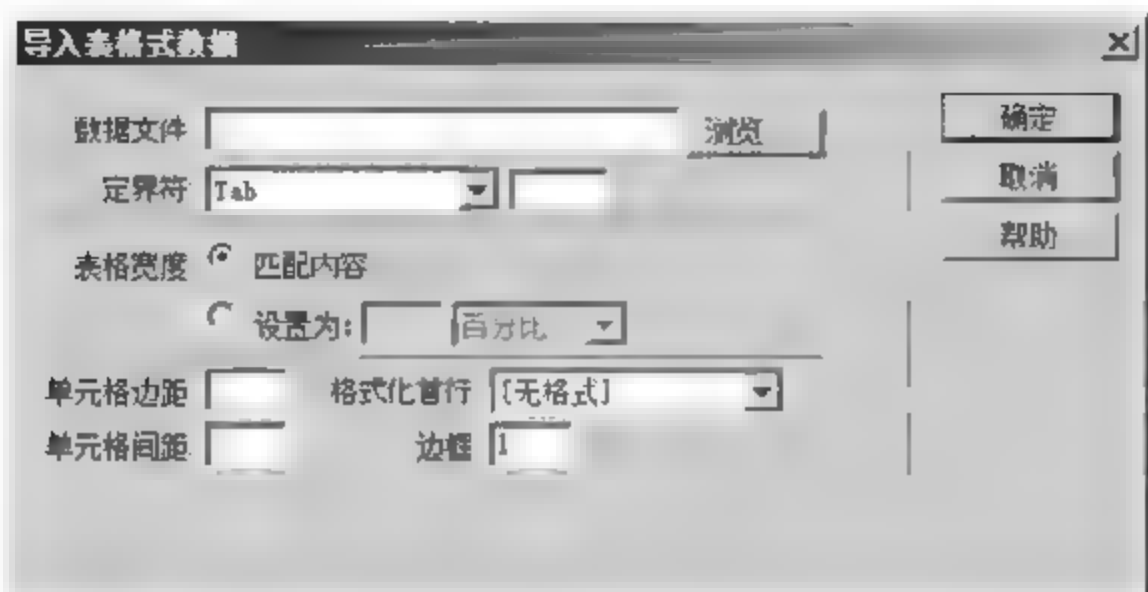 导入表格式数据
数据文件 浏览 确定
定界符 Tab 取消
表格宽度 匹配内容 帮助
设置为: 百分比
单元格边距 格式化首行 [无格式]
单元格间距 边框 1